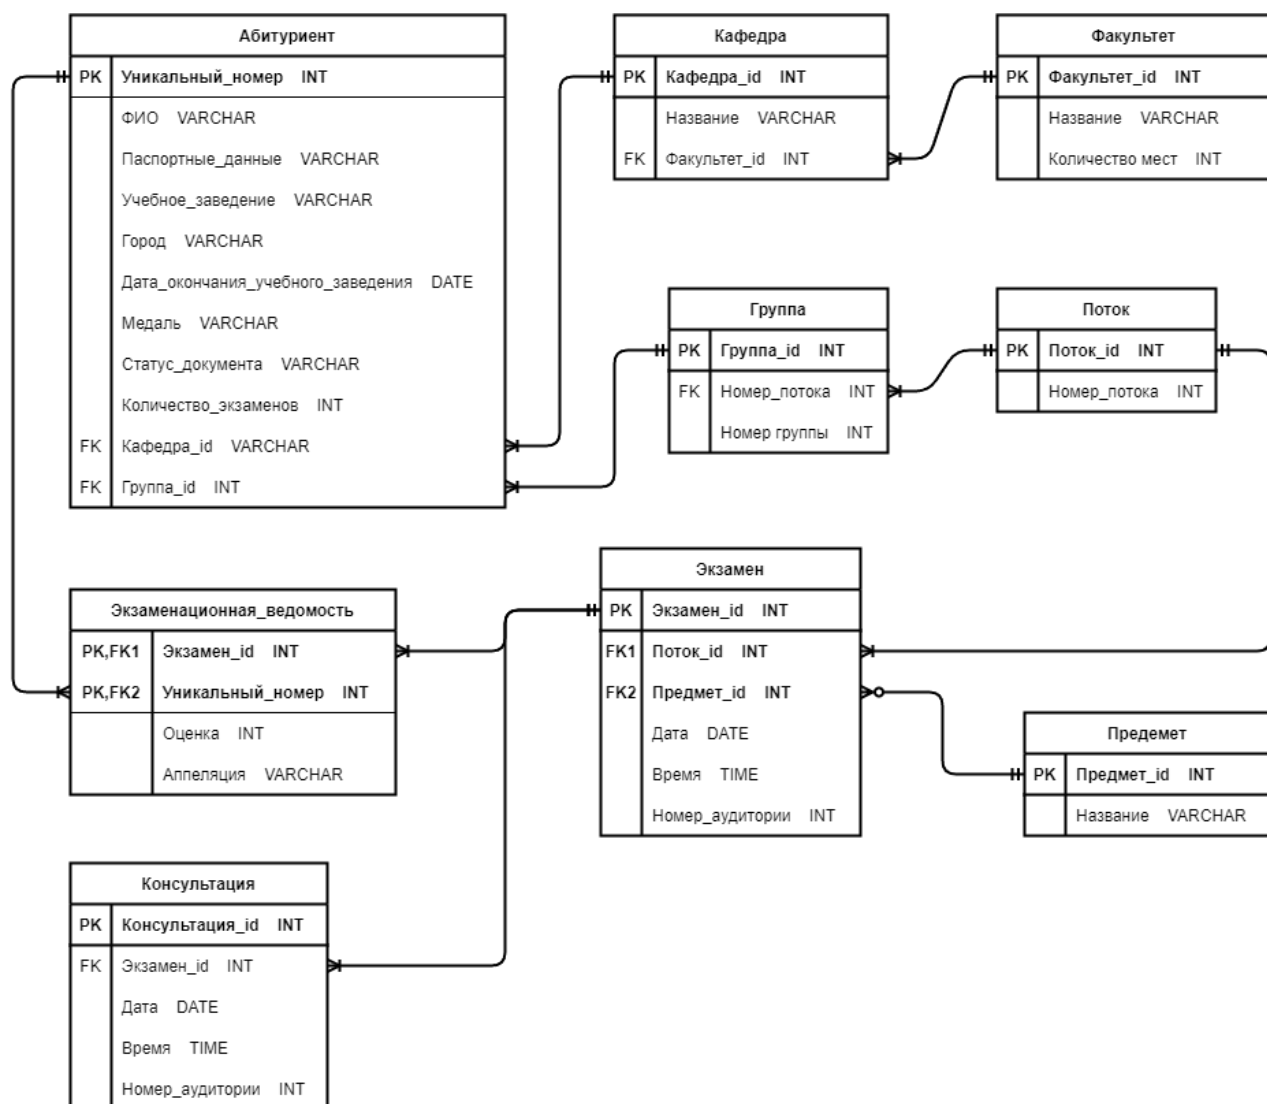 Абитуриент
PK Уникальный_номер INT
ФИО VARCHAR
Паспортные_данные VARCHAR
Учебное_заведение VARCHAR
Город VARCHAR
Дата_окончания_учебного_заведения DATE
Медаль VARCHAR
Статус_документа VARCHAR
Количество_экзаменов INT
FK Кафедра_id VARCHAR
FK Группа_id INT
Кафедра
PK Кафедра_id INT
Название VARCHAR
FK Факультет_id INT
Факультет
PK Факультет_id INT
Название VARCHAR
Количество мест INT
Группа
PK Группа_id INT
FK Номер_потока INT
Номер группы INT
Поток
PK Поток_id INT
Номер_потока INT
Экзаменационная_ведомость
PK,FK1 Экзамен_id INT
PK,FK2 Уникальный_номер INT
Оценка INT
Аппеляция VARCHAR
Экзамен
PK Экзамен_id INT
FK1 Поток_id INT
FK2 Предмет_id INT
Дата DATE
Время TIME
Номер_аудитории INT
Предемет
PK Предмет_id INT
Название VARCHAR
Консультация
PK Консультация_id INT
FK Экзамен_id INT
Дата DATE
Время TIME
Номер_аудитории INT